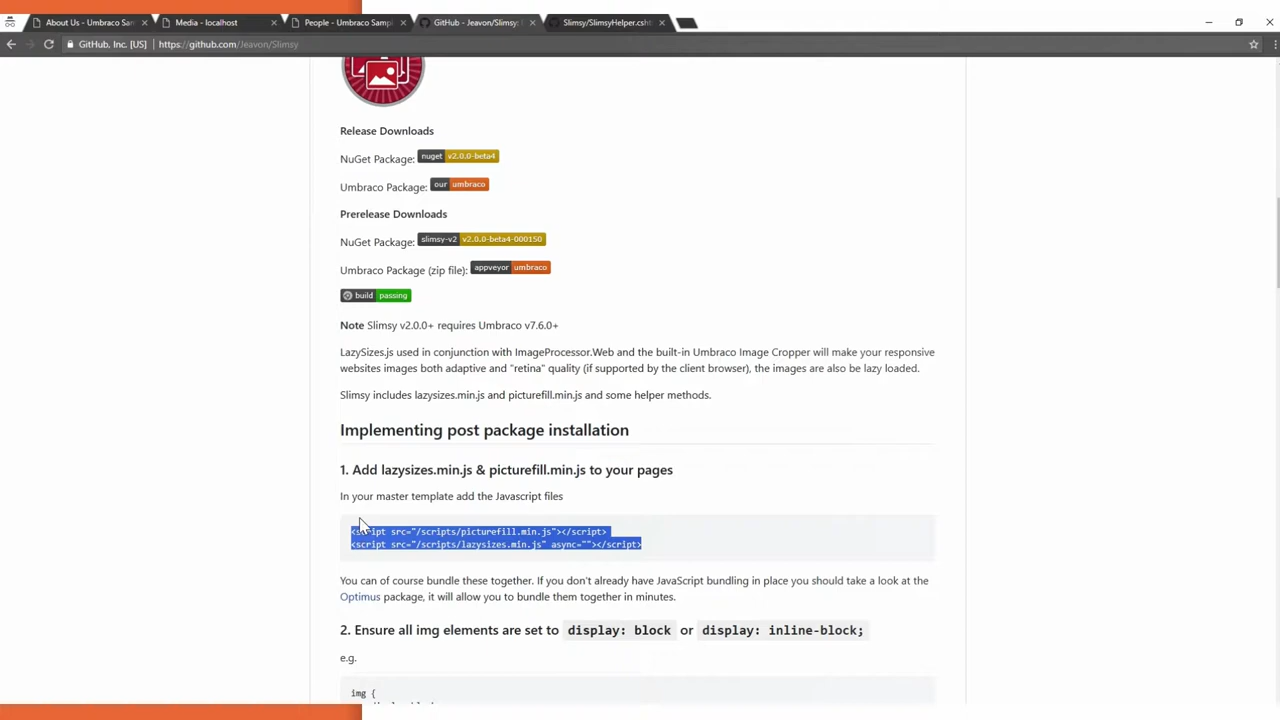 About Us - Umbraco Sam
Media - localhost
People - Umbraco Sampl
GitHub - Jeavon/Slimsy:
Slimsy/SlimsyHelper.csht
GitHub, Inc. [US] | https://github.com/Jeavon/Slimsy
Release Downloads
NuGet Package: nuget v2.0.0-beta4
Umbraco Package: our umbraco
Prerelease Downloads
NuGet Package: slimsy-v2 v2.0.0-beta4-000150
Umbraco Package (zip file): appveyor umbraco
build passing
Note Slimsy v2.0.0+ requires Umbraco v7.6.0+
LazySizes.js used in conjunction with ImageProcessor.Web and the built-in Umbraco Image Cropper will make your responsive
websites images both adaptive and "retina" quality (if supported by the client browser), the images are also be lazy loaded.
Slimsy includes lazysizes.min.js and picturefill.min.js and some helper methods.
Implementing post package installation
1. Add lazysizes.min.js & picturefill.min.js to your pages
In your master template add the Javascript files
<script src="/scripts/picturefill.min.js"></script>
<script src="/scripts/lazysizes.min.js" async=""></script>
You can of course bundle these together. If you don't already have JavaScript bundling in place you should take a look at the
Optimus package, it will allow you to bundle them together in minutes.
2. Ensure all img elements are set to display: block or display: inline-block;
e.g.
img {